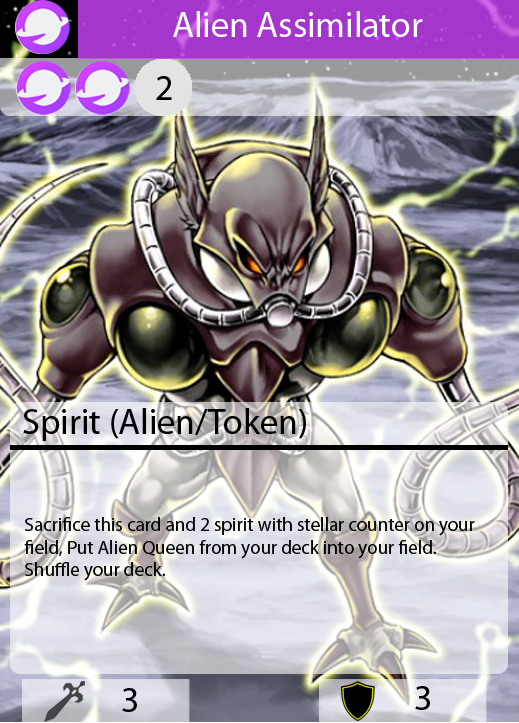 Alien Assimilator
2
Spirit (Alien/Token)
Sacrifice this card and 2 spirit with stellar counter on your
field, Put Alien Queen from your deck into your field.
Shuffle your deck.
3 3